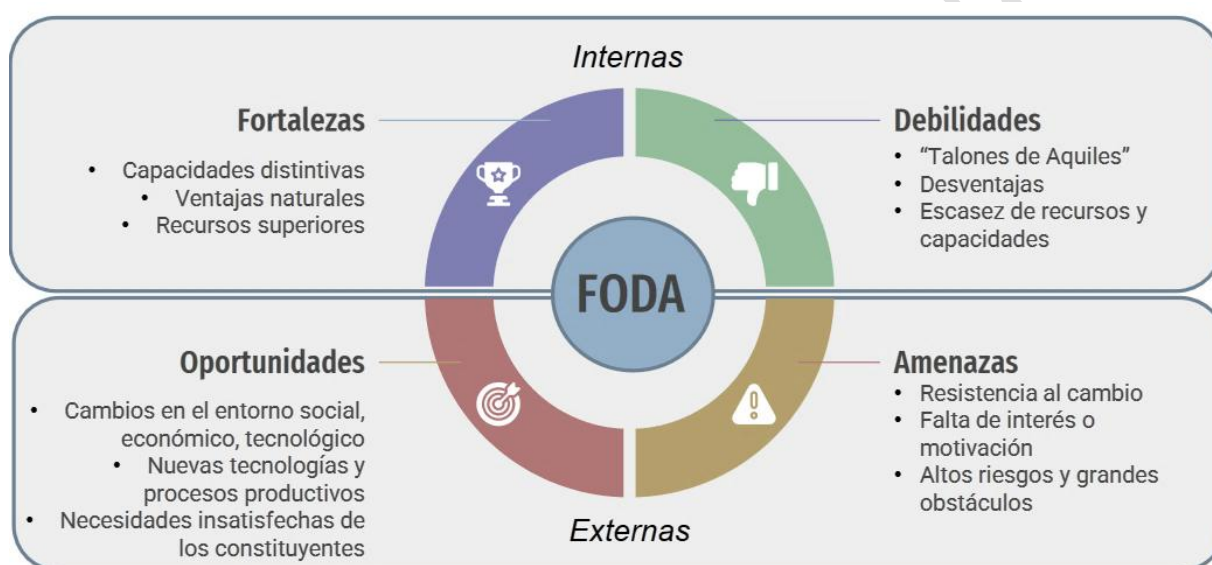 Internas
Fortalezas
• Capacidades distintivas
• Ventajas naturales
• Recursos superiores
Debilidades
• “Talones de Aquiles”
• Desventajas
• Escasez de recursos y
capacidades
FODA
Oportunidades
• Cambios en el entorno social,
económico, tecnológico
• Nuevas tecnologías y
procesos productivos
• Necesidades insatisfechas de
los constituyentes
Amenazas
• Resistencia al cambio
• Falta de interés o
motivación
• Altos riesgos y grandes
obstáculos
Externas